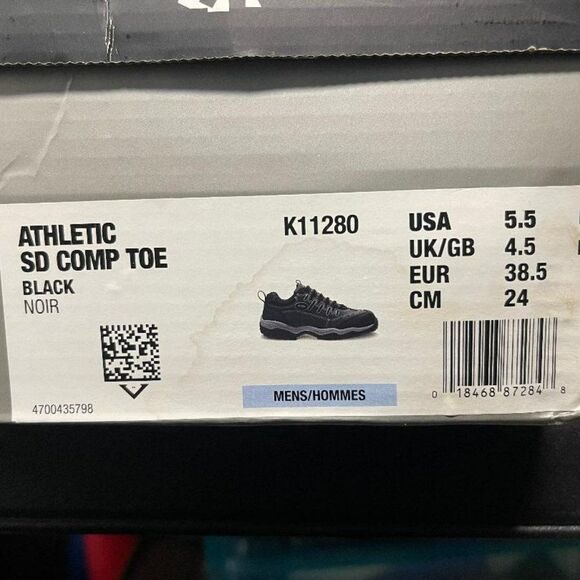 ATHLETIC
SD COMP TOE
BLACK
NOIR
4700435798
K11280
MENS/HOMMES
USA 5.5
UK/GB 4.5
EUR 38.5
CM 24
0 18468 87284 8